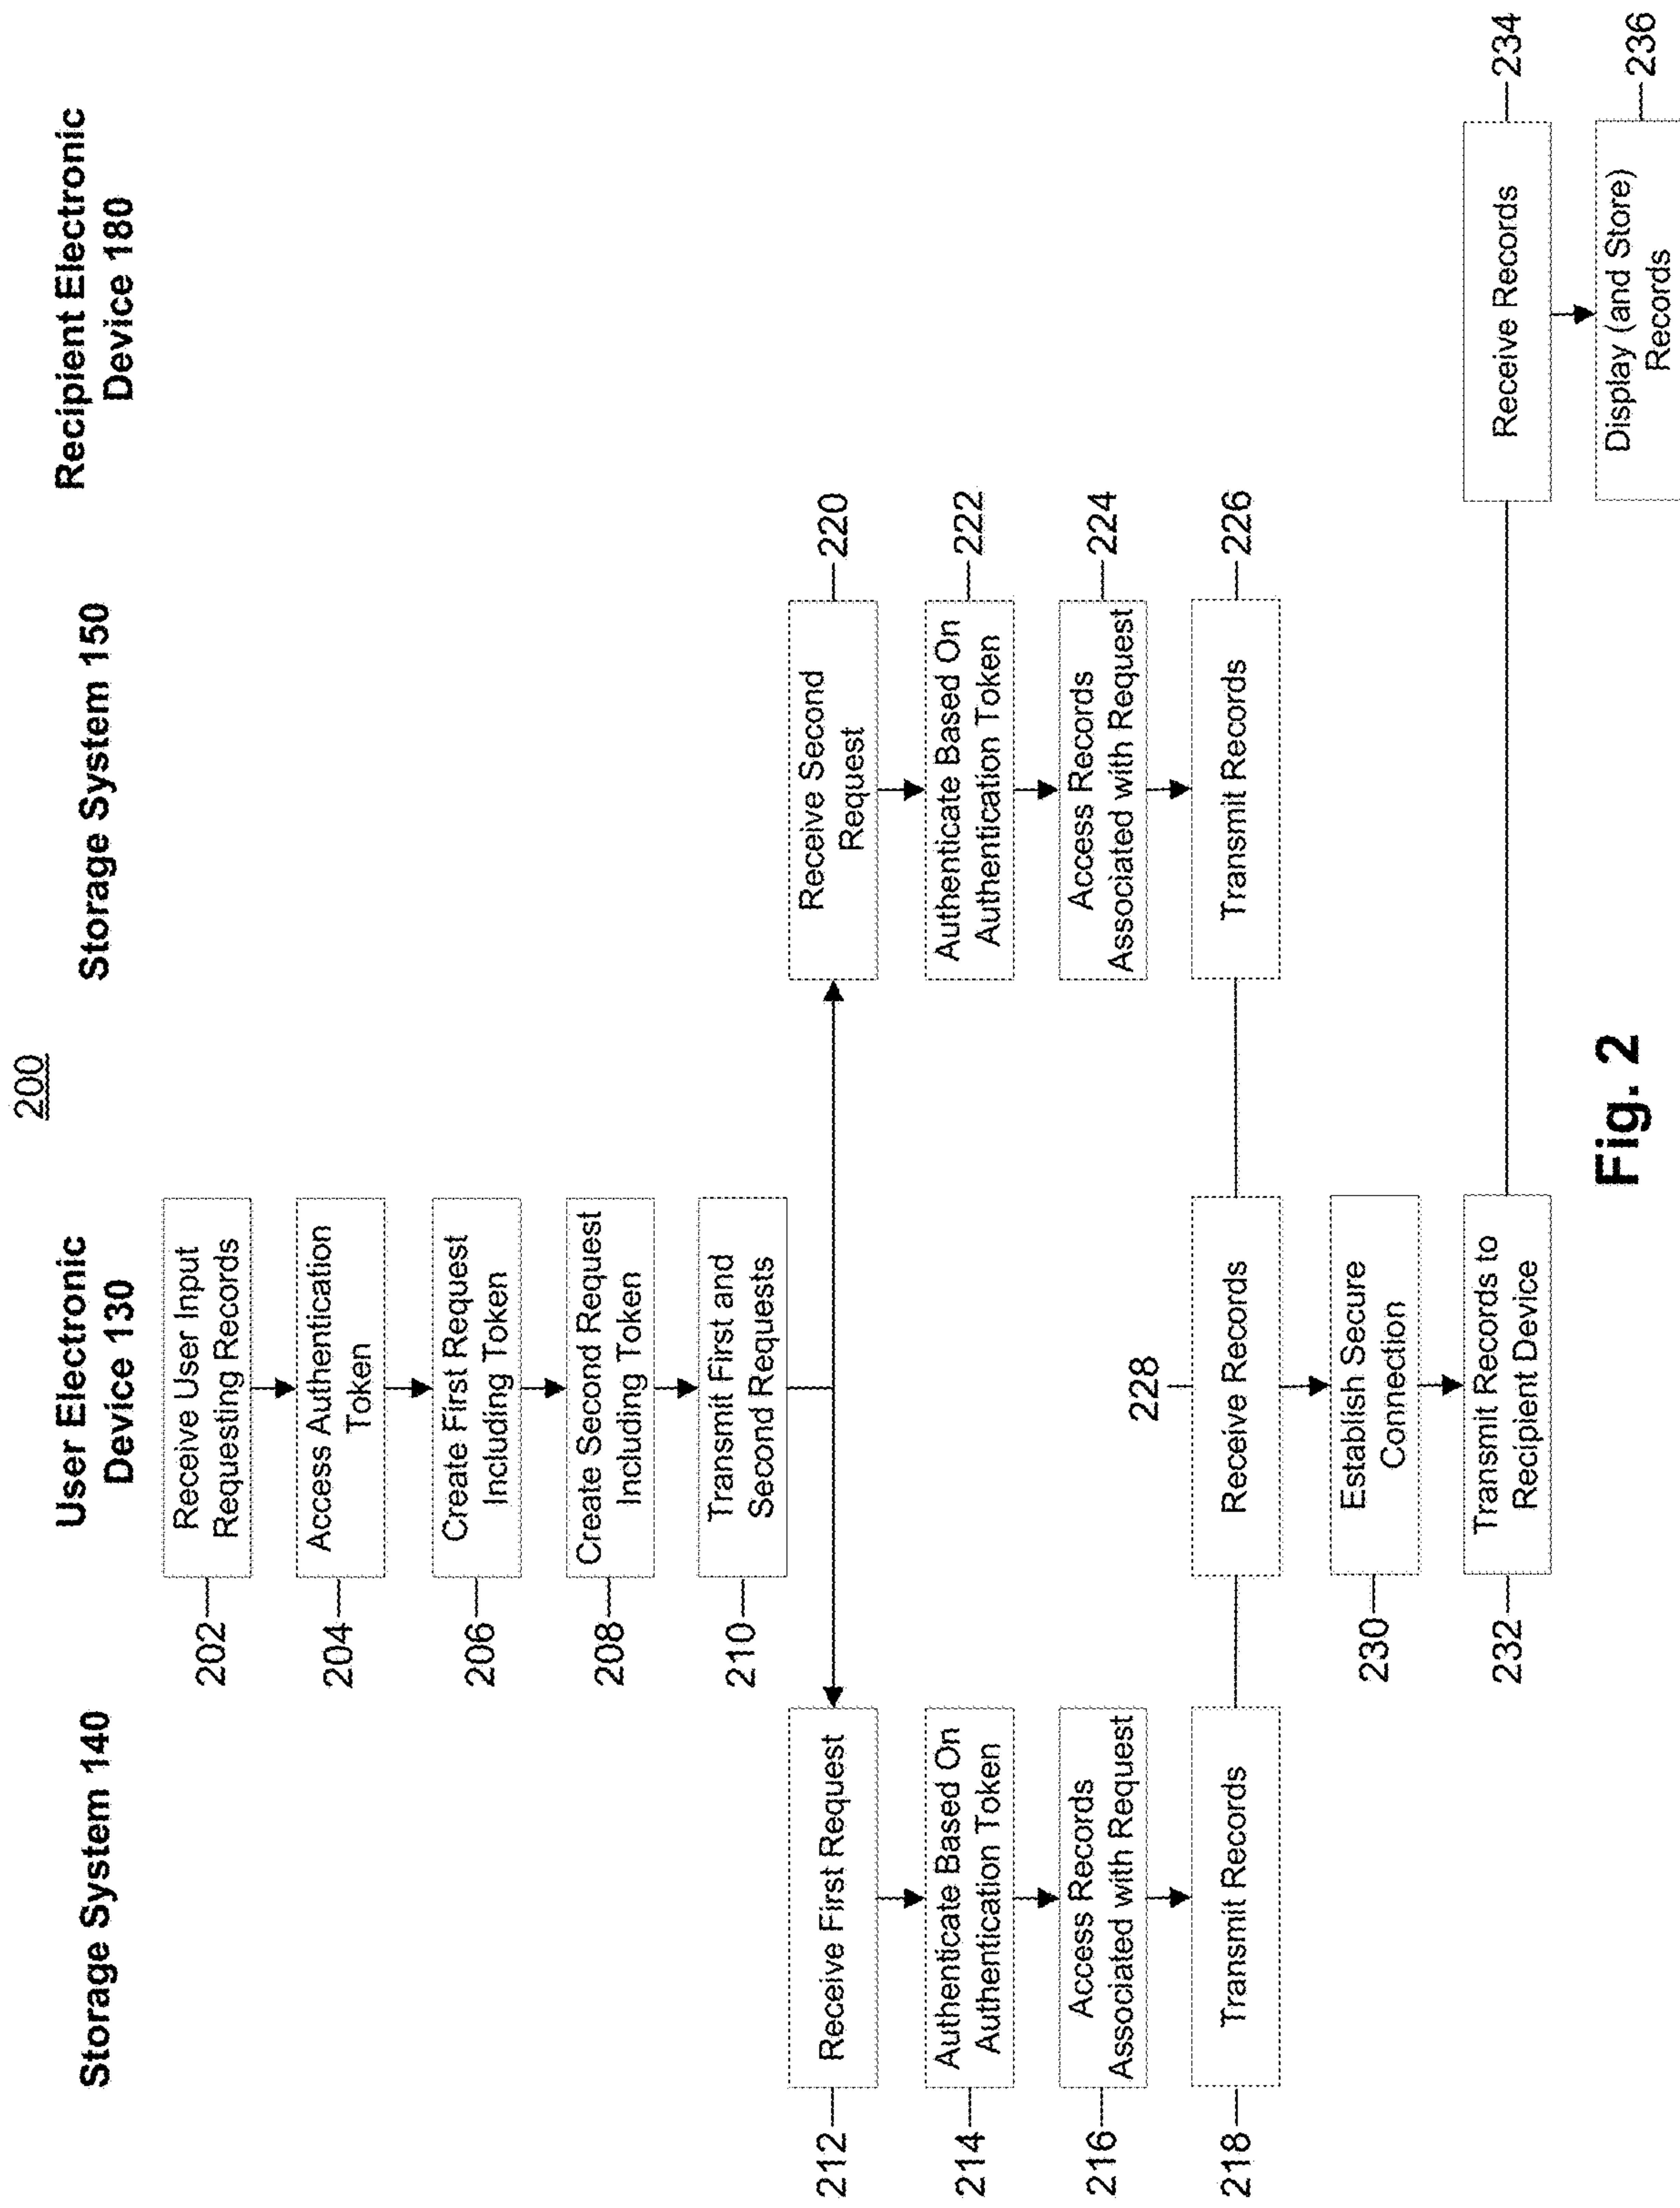 200
Storage System 140
User Electronic
Device 130
Storage System 150
Recipient Electronic
Device 180
202
Receive User Input
Requesting Records
204
Access Authentication
Token
206
Create First Request
Including Token
208
Create Second Request
Including Token
210
Transmit First and
Second Requests
212
Receive First Request
214
Authenticate Based On
Authentication Token
216
Access Records
Associated with Request
218
Transmit Records
Receive Second
Request
220
Authenticate Based On
Authentication Token
222
Access Records
Associated with Request
224
Transmit Records
226
228
Receive Records
230
Establish Secure
Connection
232
Transmit Records to
Recipient Device
Receive Records
234
Display (and Store)
Records
236
Fig. 2